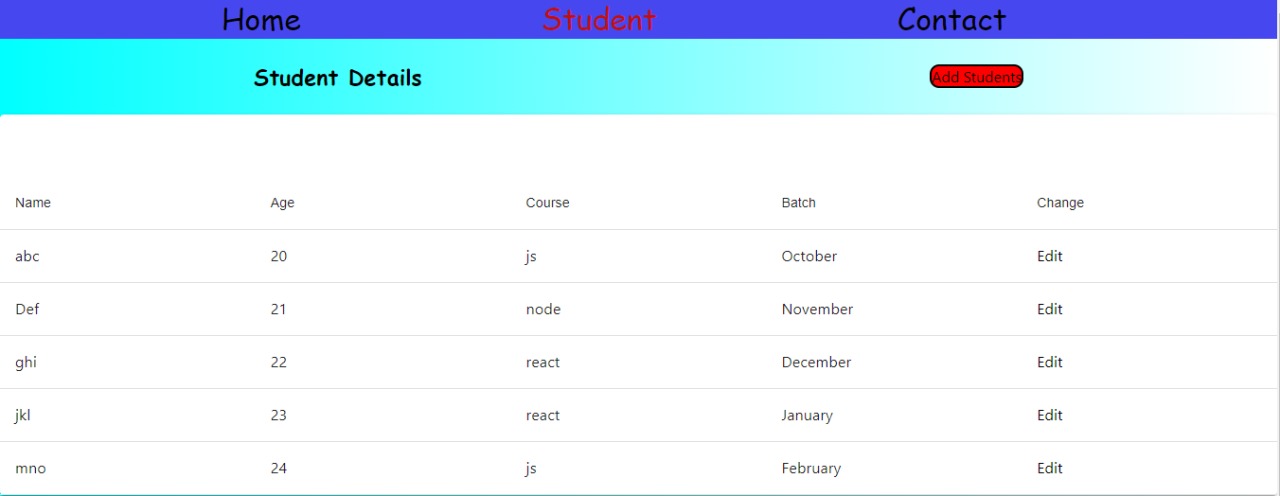 Home Student Contact
Student Details Add Students
Name Age Course Batch Change
abc 20 js October Edit
Def 21 node November Edit
ghi 22 react December Edit
jkl 23 react January Edit
mno 24 js February Edit